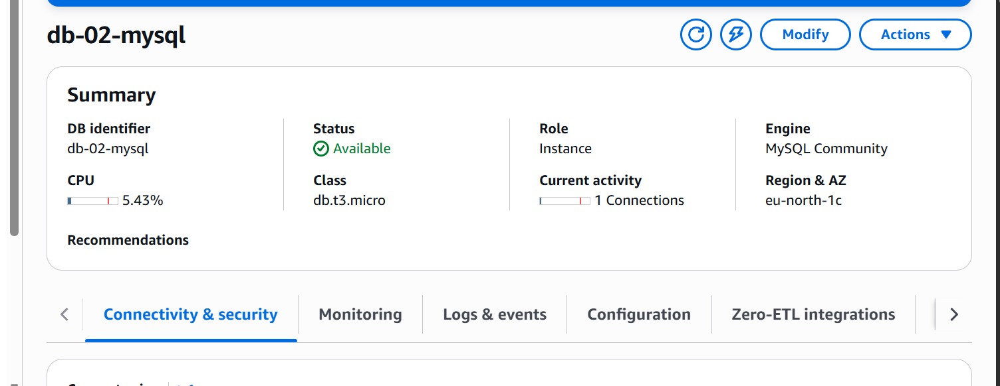 db-02-mysql
Modify
Actions
Summary
DB identifier
db-02-mysql
Status
Available
Role
Instance
Engine
MySQL Community
CPU
5.43%
Class
db.t3.micro
Current activity
1 Connections
Region & AZ
eu-north-1c
Recommendations
Connectivity & security
Monitoring
Logs & events
Configuration
Zero-ETL integrations